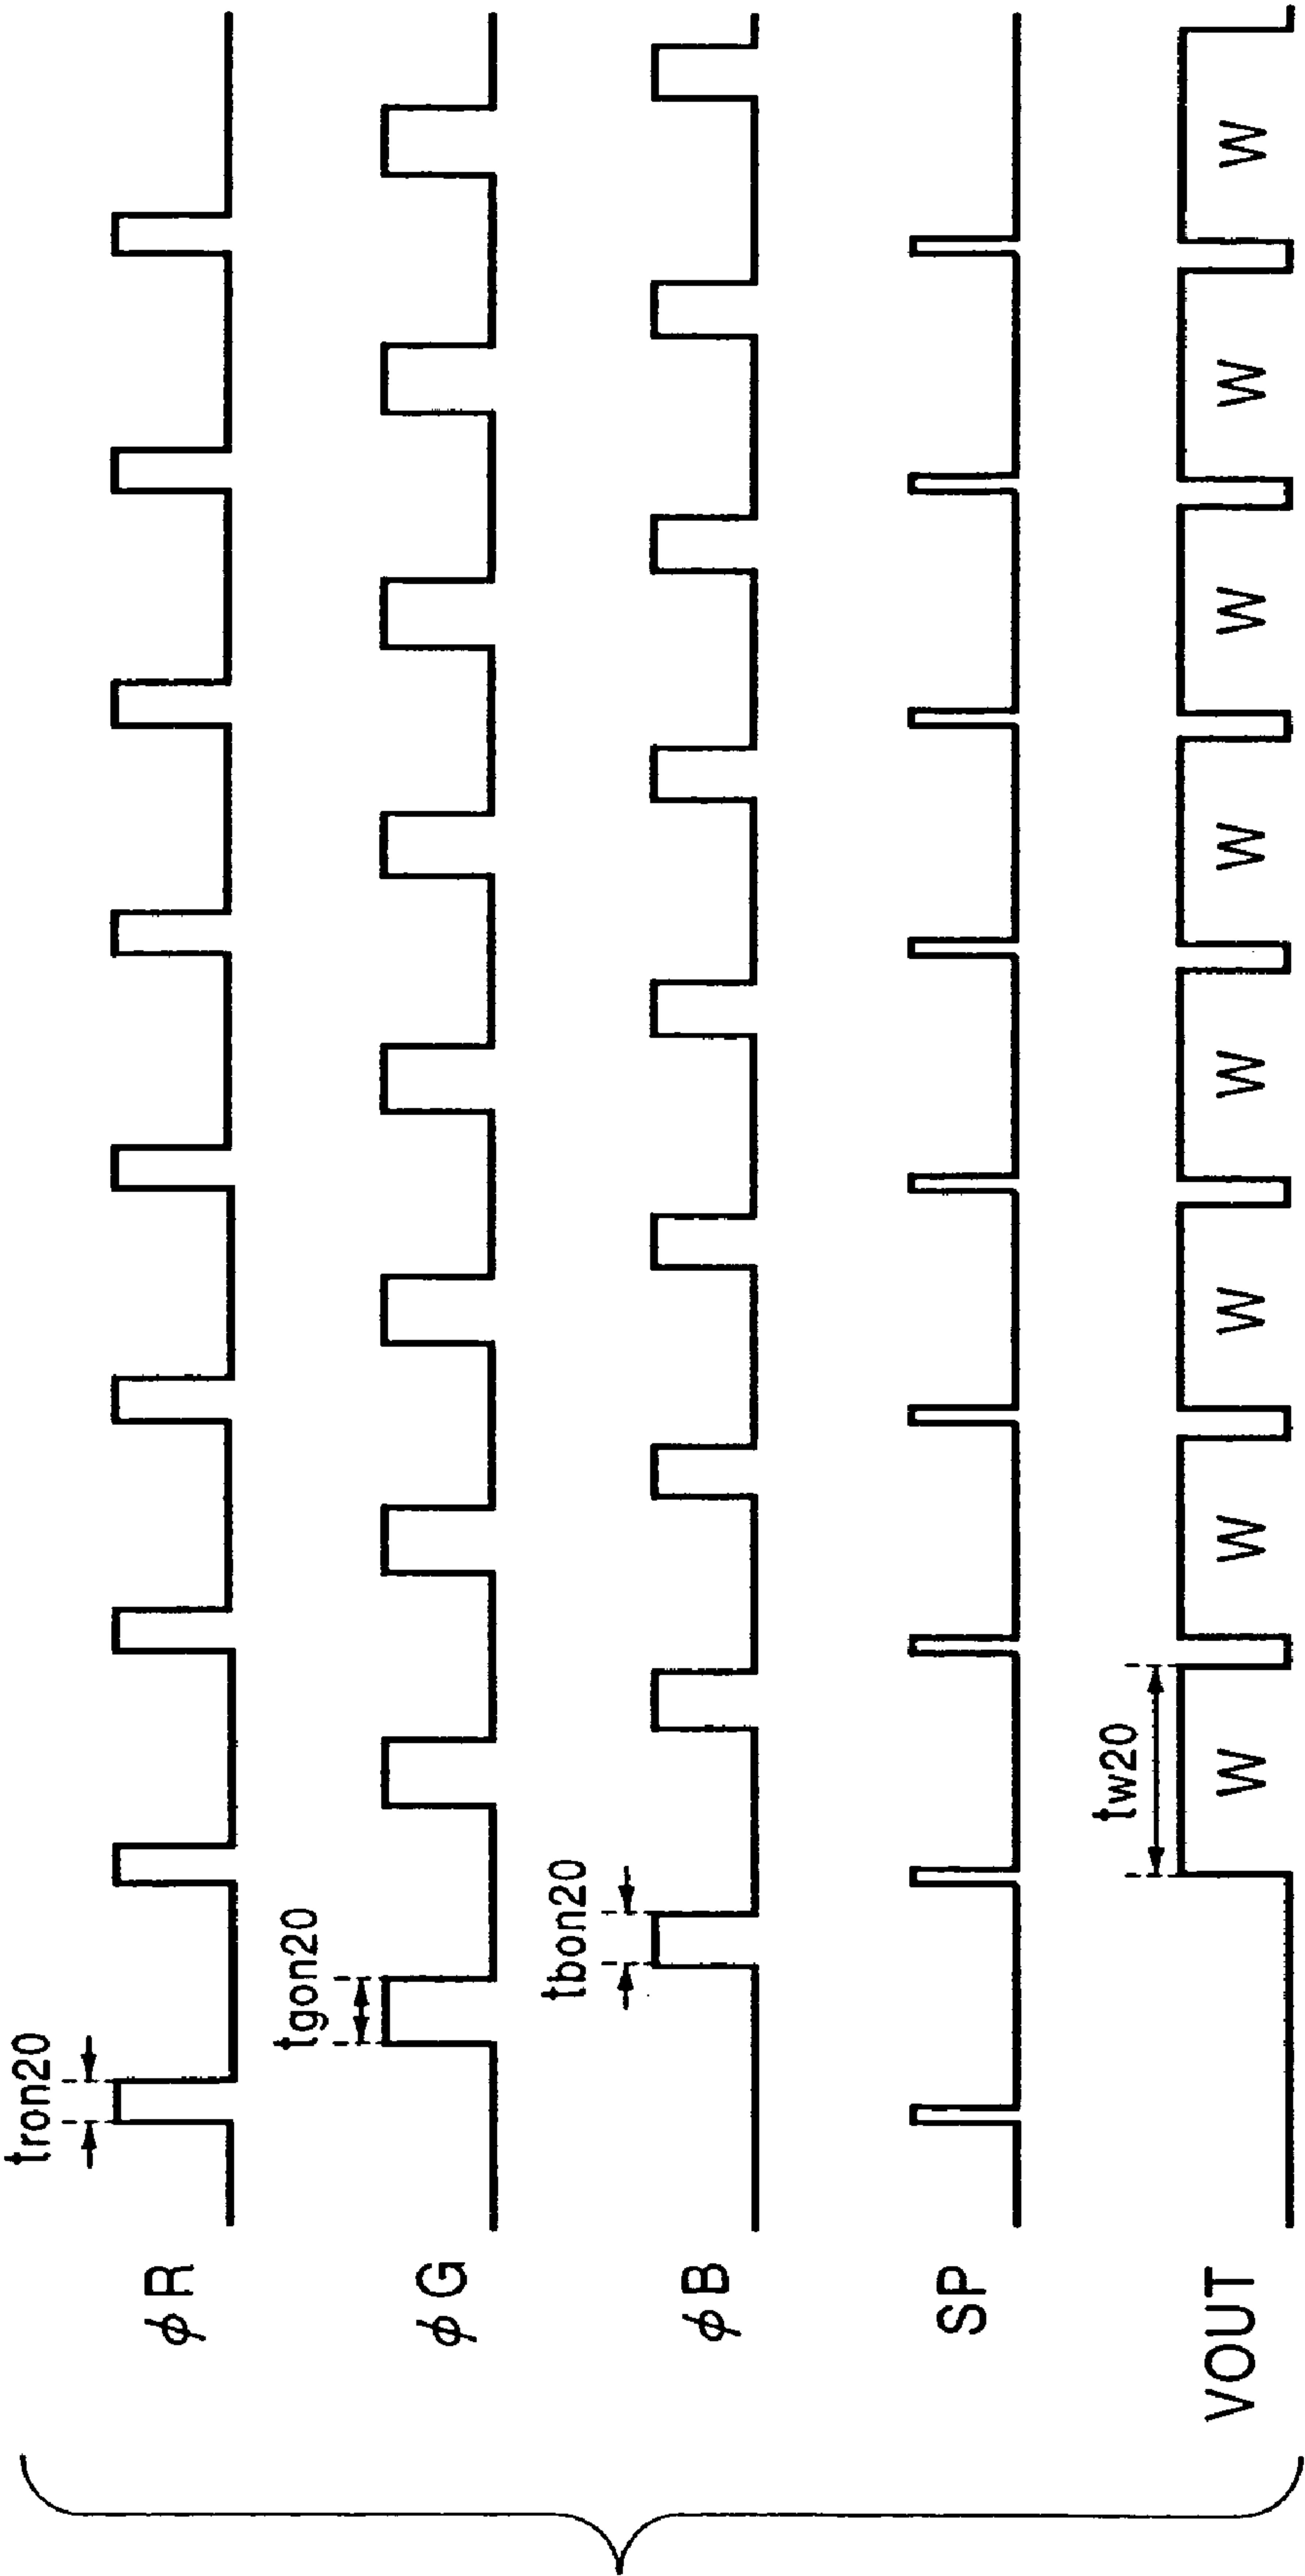 tron20
φR
tgon20
φG
tbon20
φB
SP
tw20
VOUT
W W W W W W W W